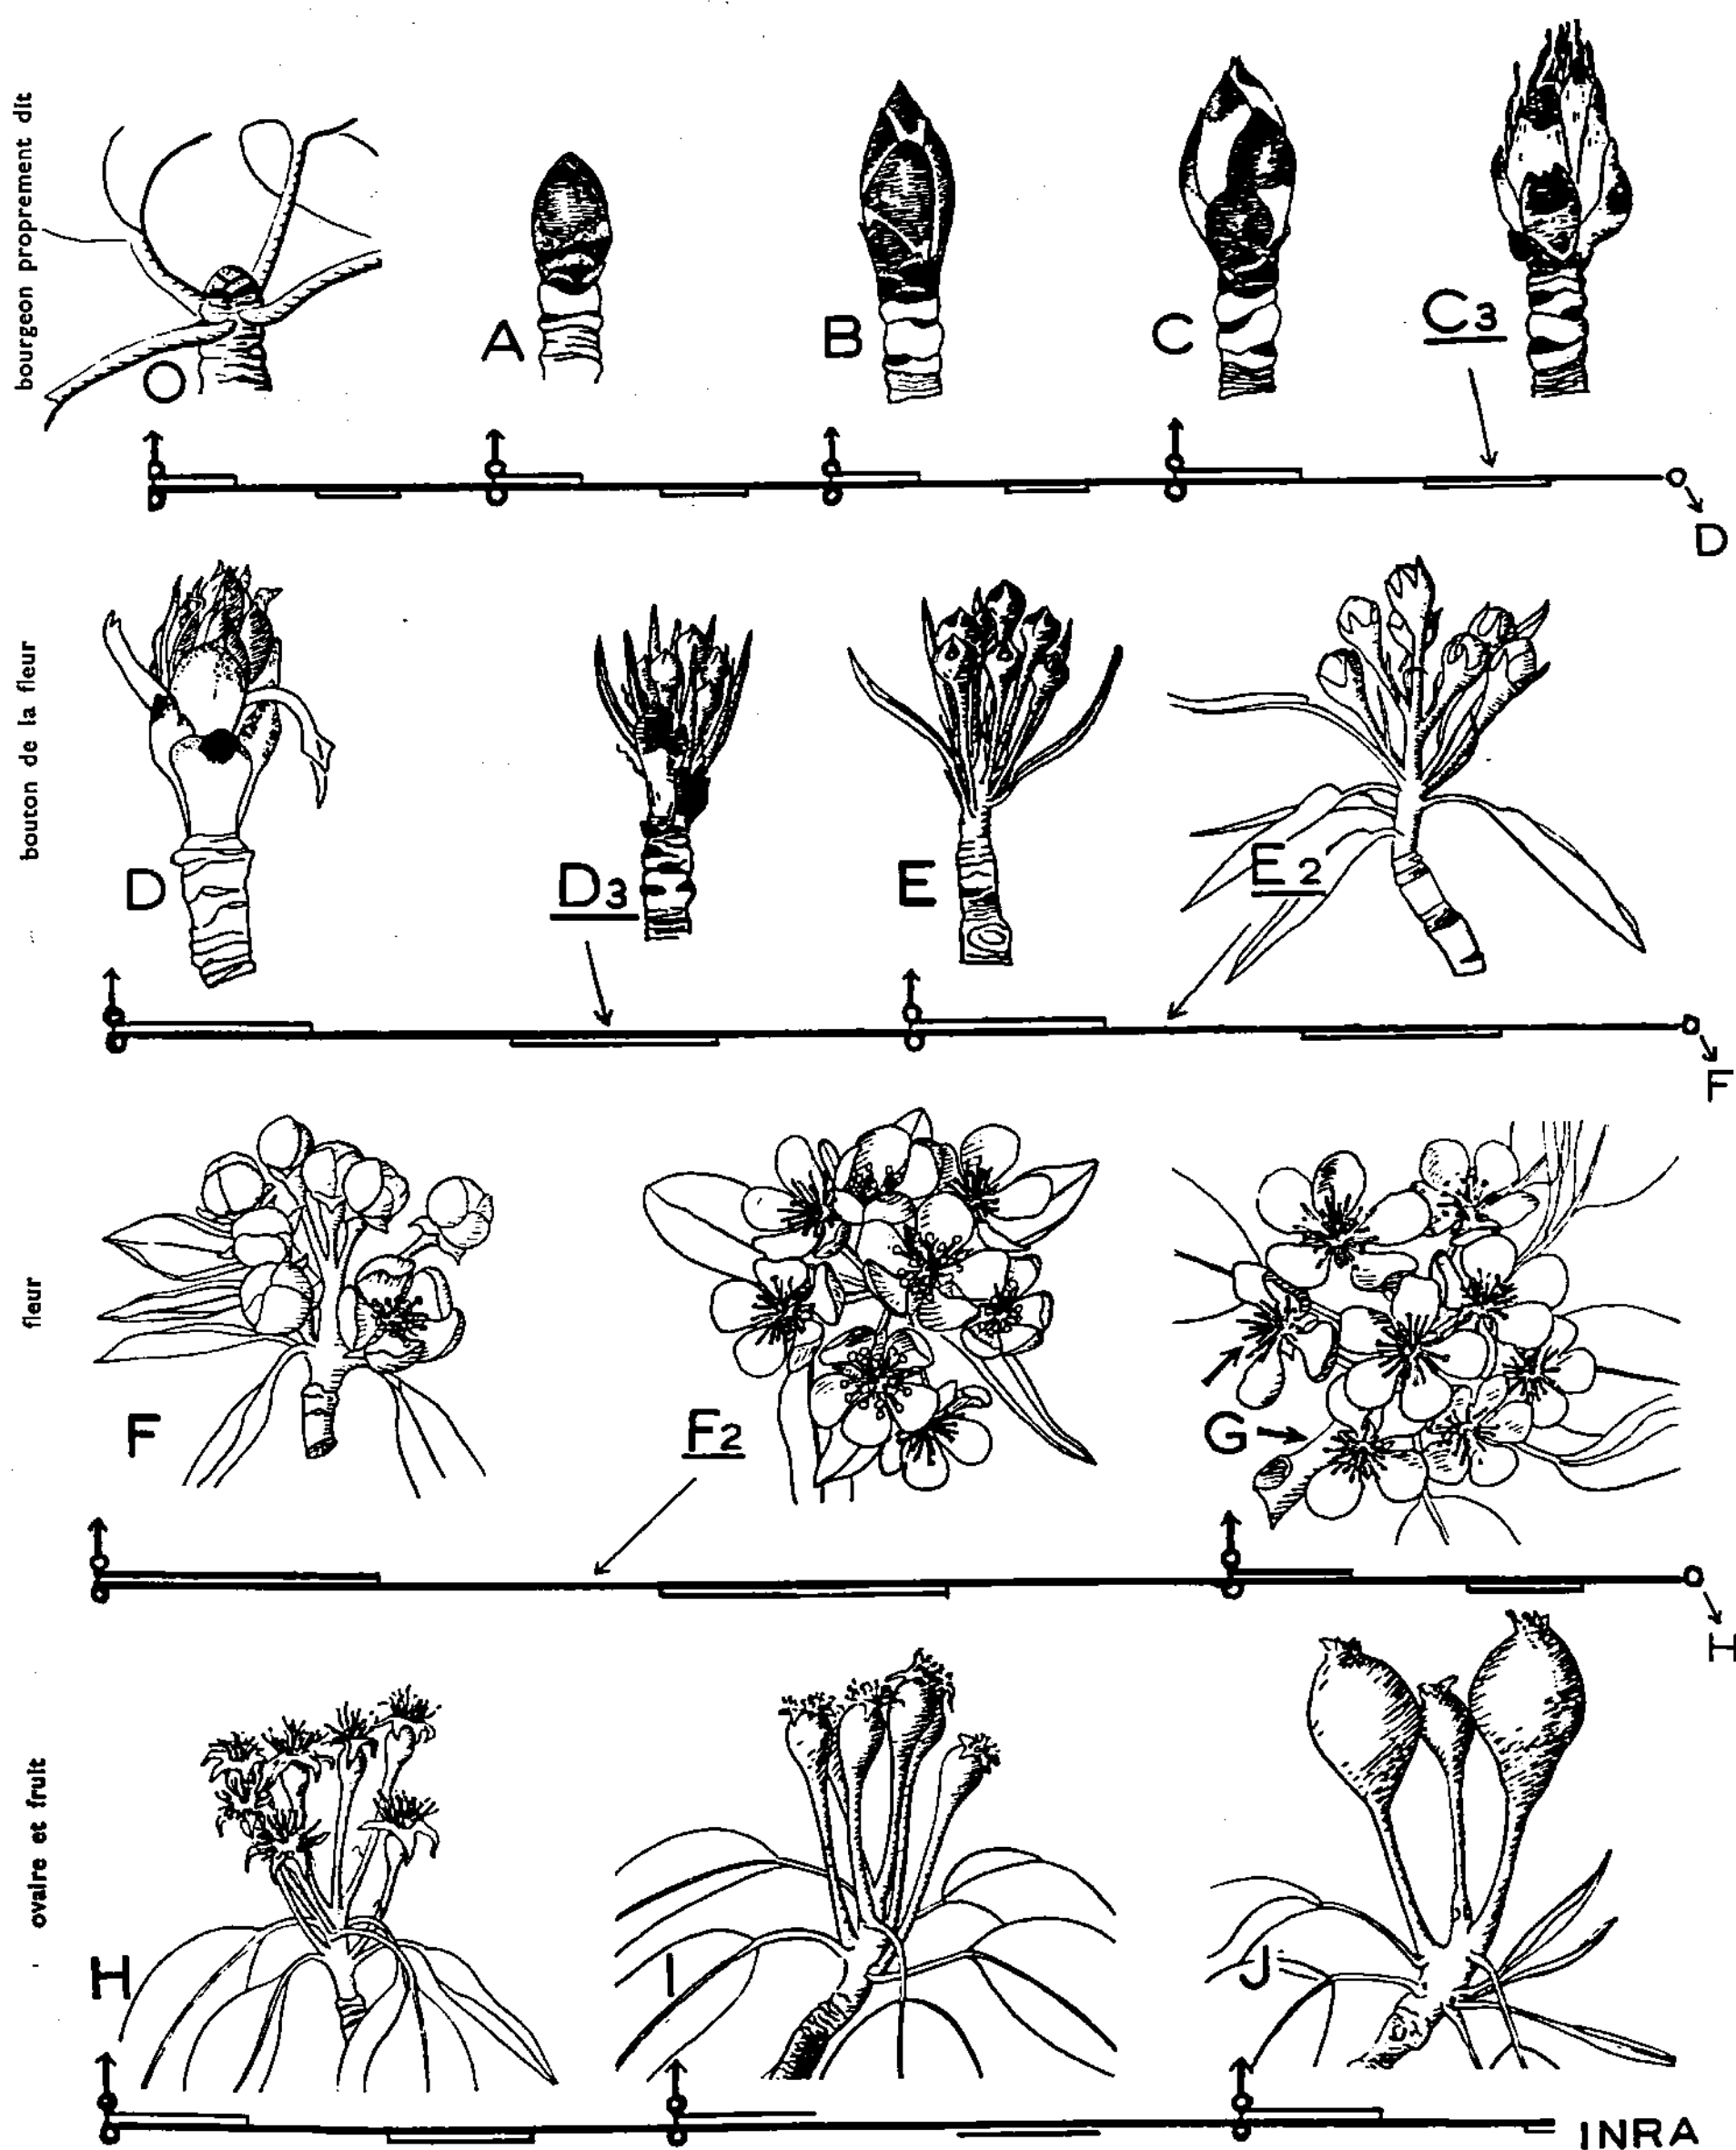 bourgeon proprement dit
O
A
B
C
C3
D
bouton de la fleur
D
D3
E
E2
F
fleur
F
F2
G
H
ovaire et fruit
H
I
J
INRA